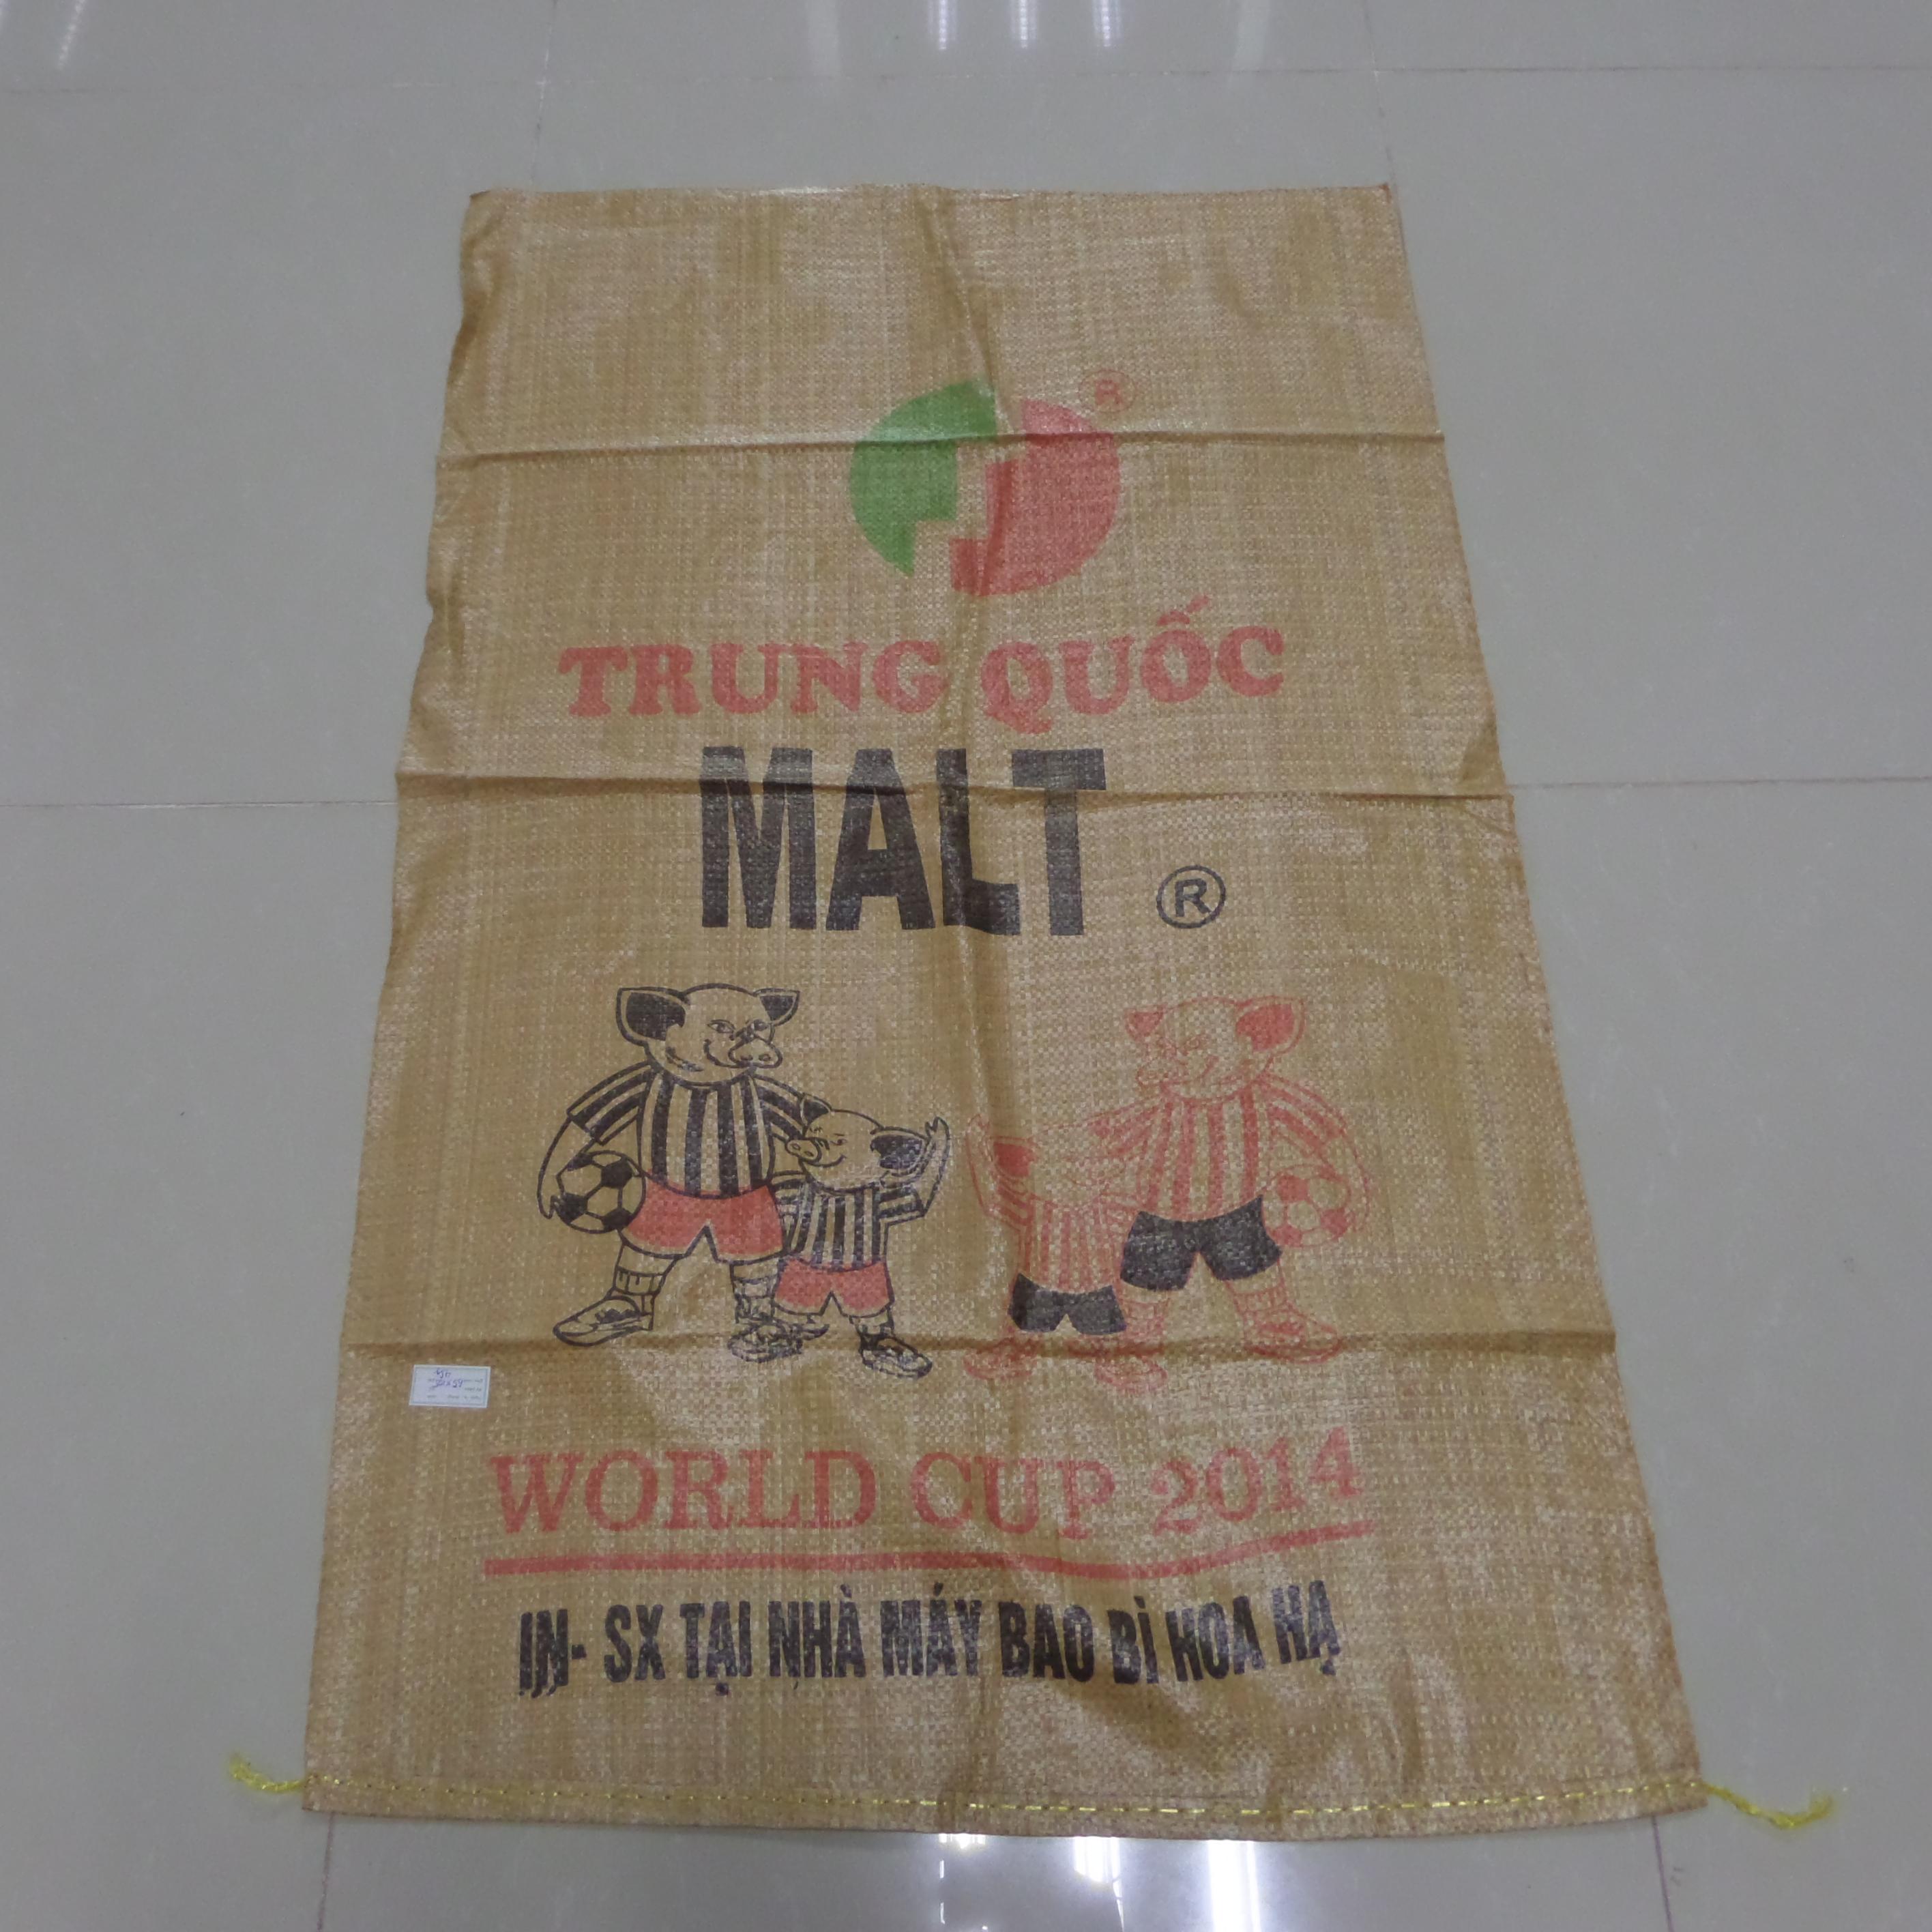 ®
TRUNG QUỐC
MALT ®
WORLD CUP 2014
IN- SX TẠI NHÀ MÁY BAO BÌ HOA HẠ